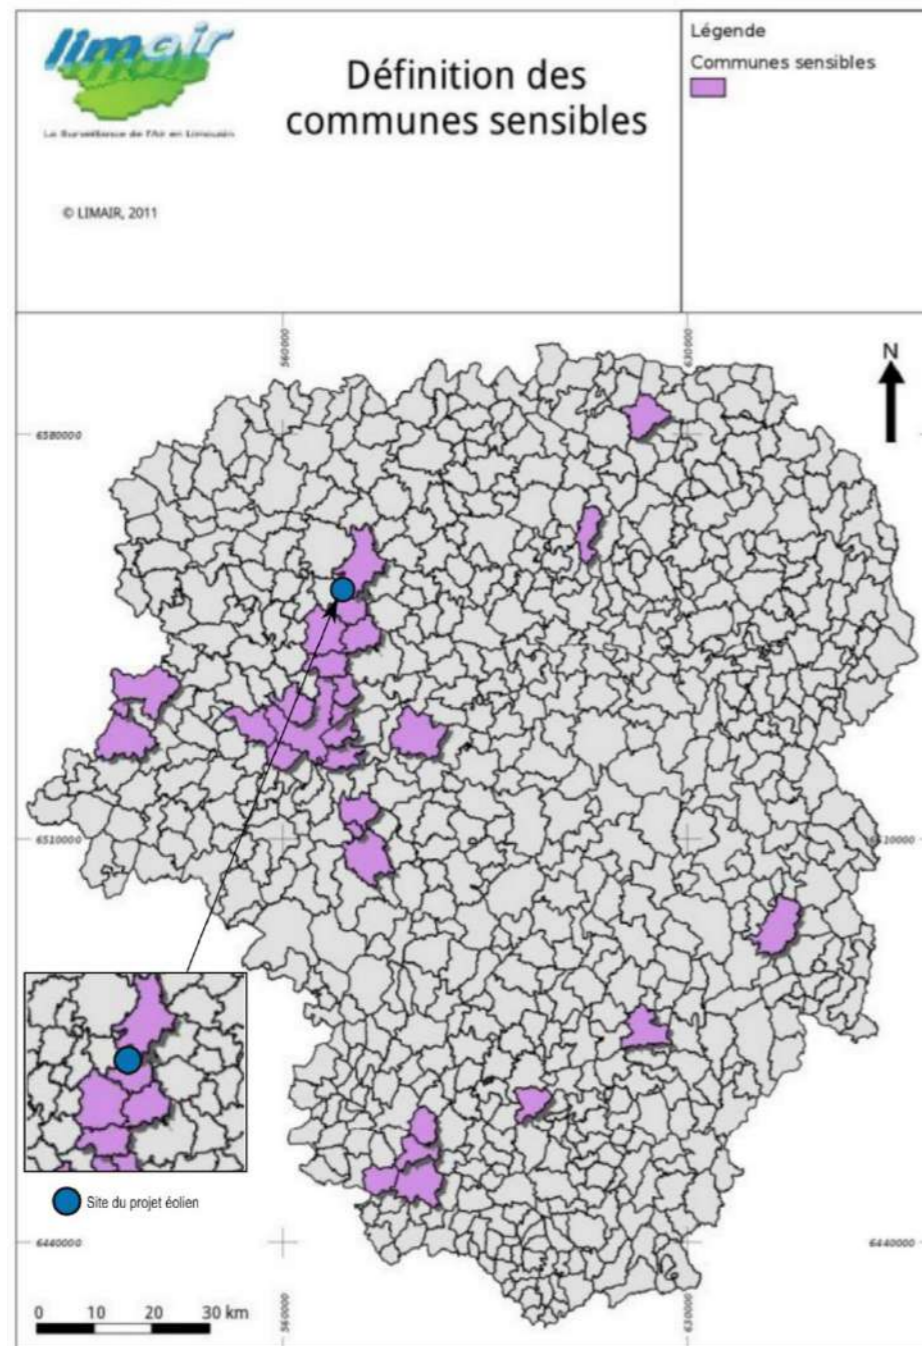 limair
La Surveillance de l'Air en Limousin
© LIMAIR, 2011
Définition des
communes sensibles
Légende
Communes sensibles
560000
630000
N
6580000
6510000
6510000
Site du projet éolien
6440000
6440000
0 10 20 30 km
560000
630000